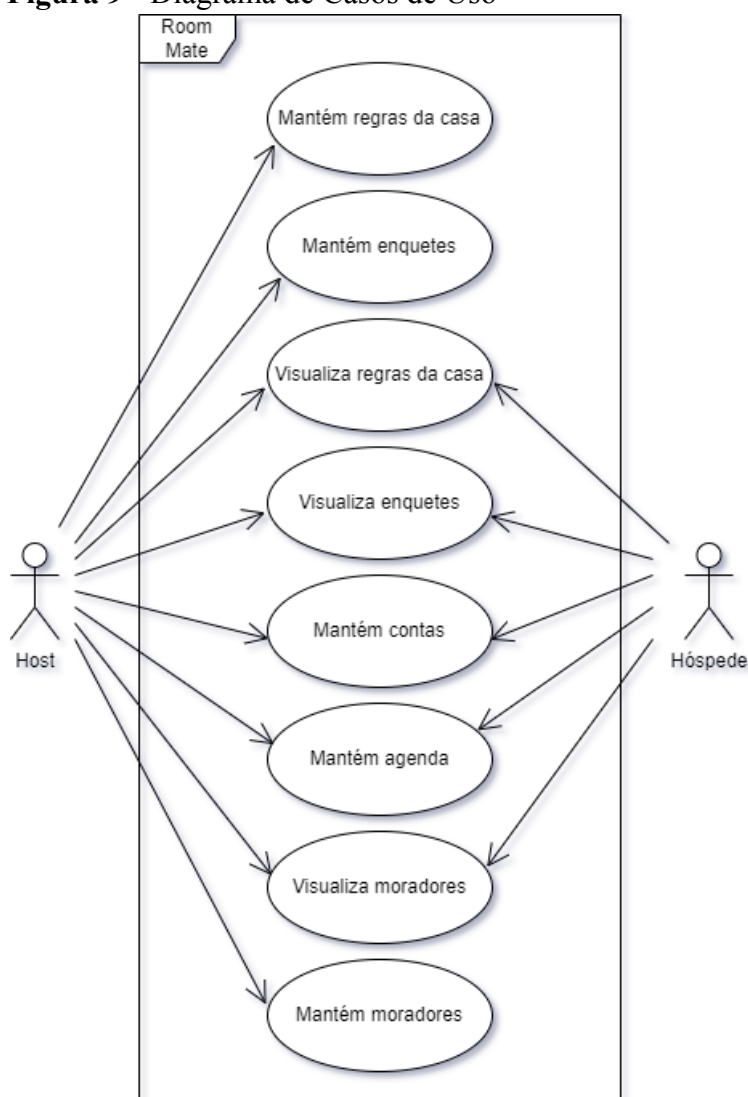 Figura 9 - Diagrama de Casos de Uso
Room
Mate
Mantém regras da casa
Mantém enquetes
Visualiza regras da casa
Visualiza enquetes
Mantém contas
Host
Hóspede
Mantém agenda
Visualiza moradores
Mantém moradores